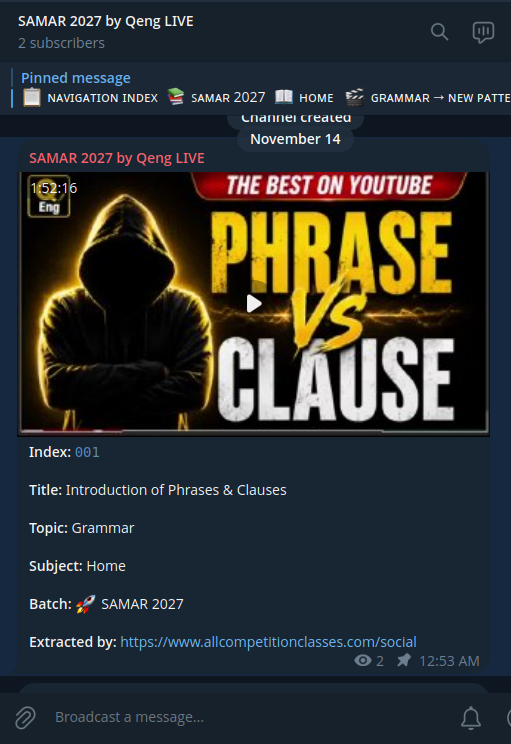 SAMAR 2027 by Qeng LIVE
2 subscribers
Pinned message
📋 NAVIGATION INDEX 📚 SAMAR 2027 📖 HOME 🎬 GRAMMAR → NEW PATTE
Channel created
November 14
SAMAR 2027 by Qeng LIVE
1:52:16
Eng
THE BEST ON YOUTUBE
PHRASE
VS
CLAUSE
Index: 001
Title: Introduction of Phrases & Clauses
Topic: Grammar
Subject: Home
Batch: 🚀 SAMAR 2027
Extracted by: https://www.allcompetitionclasses.com/social
2 12:53 AM
Broadcast a message...